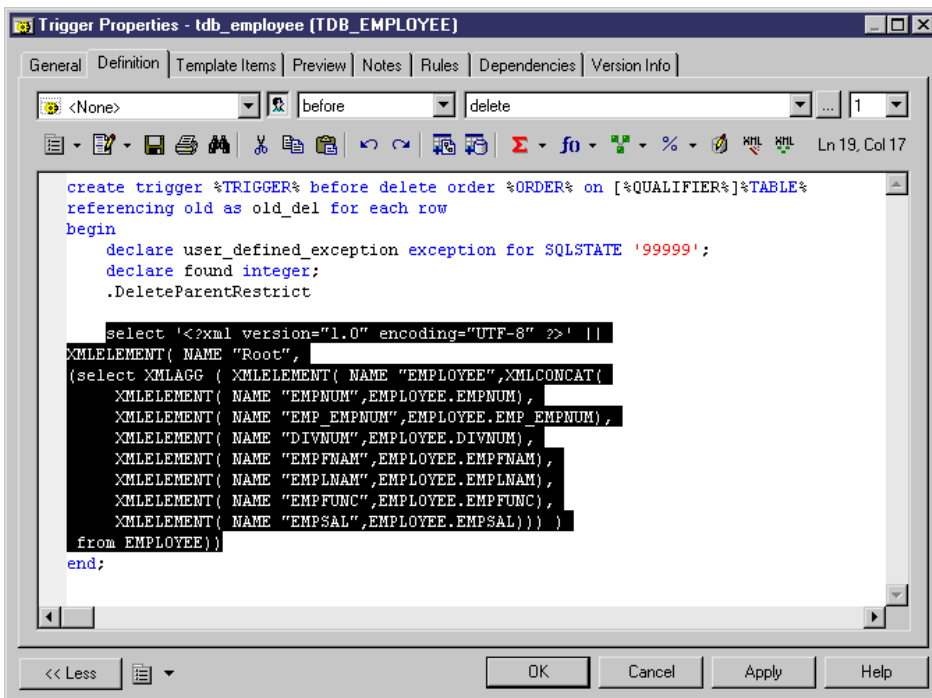 Trigger Properties - tdb_employee (TDB_EMPLOYEE)
General Definition Template Items Preview Notes Rules Dependencies Version Info
<None> before delete ... 1
Σ f() % XML XML Ln 19, Col 17
create trigger %TRIGGER% before delete order %ORDER% on [%QUALIFIER%]%TABLE%
referencing old as old_del for each row
begin
    declare user_defined_exception exception for SQLSTATE '99999';
    declare found integer;
    .DeleteParentRestrict
    select '<?xml version="1.0" encoding="UTF-8" ?>' ||
XMLELEMENT( NAME "Root",
(select XMLAGG ( XMLELEMENT( NAME "EMPLOYEE",XMLCONCAT(
     XMLELEMENT( NAME "EMPNUM",EMPLOYEE.EMPNUM),
     XMLELEMENT( NAME "EMP_EMPNUM",EMPLOYEE.EMP_EMPNUM),
     XMLELEMENT( NAME "DIVNUM",EMPLOYEE.DIVNUM),
     XMLELEMENT( NAME "EMPFNAM",EMPLOYEE.EMPFNAM),
     XMLELEMENT( NAME "EMPLNAM",EMPLOYEE.EMPLNAM),
     XMLELEMENT( NAME "EMPFUNC",EMPLOYEE.EMPFUNC),
     XMLELEMENT( NAME "EMPSAL",EMPLOYEE.EMPSAL))) )
 from EMPLOYEE))
end;
<< Less OK Cancel Apply Help